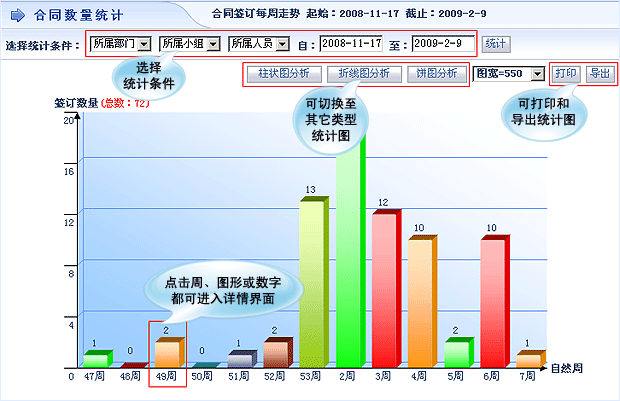 合同数量统计
合同签订每周走势 起始：2008-11-17 截止：2009-2-9
选择统计条件： 所属部门 所属小组 所属人员 自： 2008-11-17 至： 2009-2-9 统计
选择
统计条件
柱状图分析 折线图分析 饼图分析 图宽=550 打印 导出
可切换至
其它类型
统计图
可打印和
导出统计图
签订数量(总数：72)
20
16
12
8
4
0
点击周、图形或数字
都可进入详情界面
1 0 2 0 1 2 13 12 10 2 10 1
47周 48周 49周 50周 51周 52周 53周 2周 3周 4周 5周 6周 7周
自然周